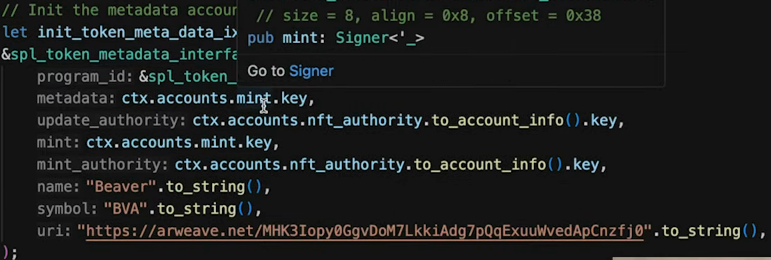 // Init the metadata accou
// size = 8, align = 0x8, offset = 0x38
let init_token_meta_data_ix
pub mint: Signer<'_>
&spl_token_metadata_interfa
Go to Signer
program_id: &spl_token_
metadata: ctx.accounts.mint.key,
update_authority: ctx.accounts.nft_authority.to_account_info().key,
mint: ctx.accounts.mint.key,
mint_authority: ctx.accounts.nft_authority.to_account_info().key,
name: "Beaver".to_string(),
symbol: "BVA".to_string(),
uri: "https://arweave.net/MHK3Iopy0GgvDoM7LkkiAdg7pQqExuuWvedApCnzfj0".to_string(),
);